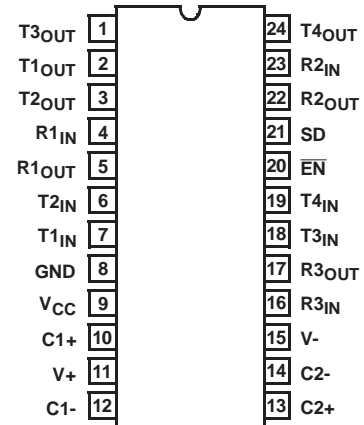 T3OUT 1 24 T4OUT
T1OUT 2 23 R2IN
T2OUT 3 22 R2OUT
R1IN 4 21 SD
R1OUT 5 20 E̅N̅
T2IN 6 19 T4IN
T1IN 7 18 T3IN
GND 8 17 R3OUT
VCC 9 16 R3IN
C1+ 10 15 V-
V+ 11 14 C2-
C1- 12 13 C2+